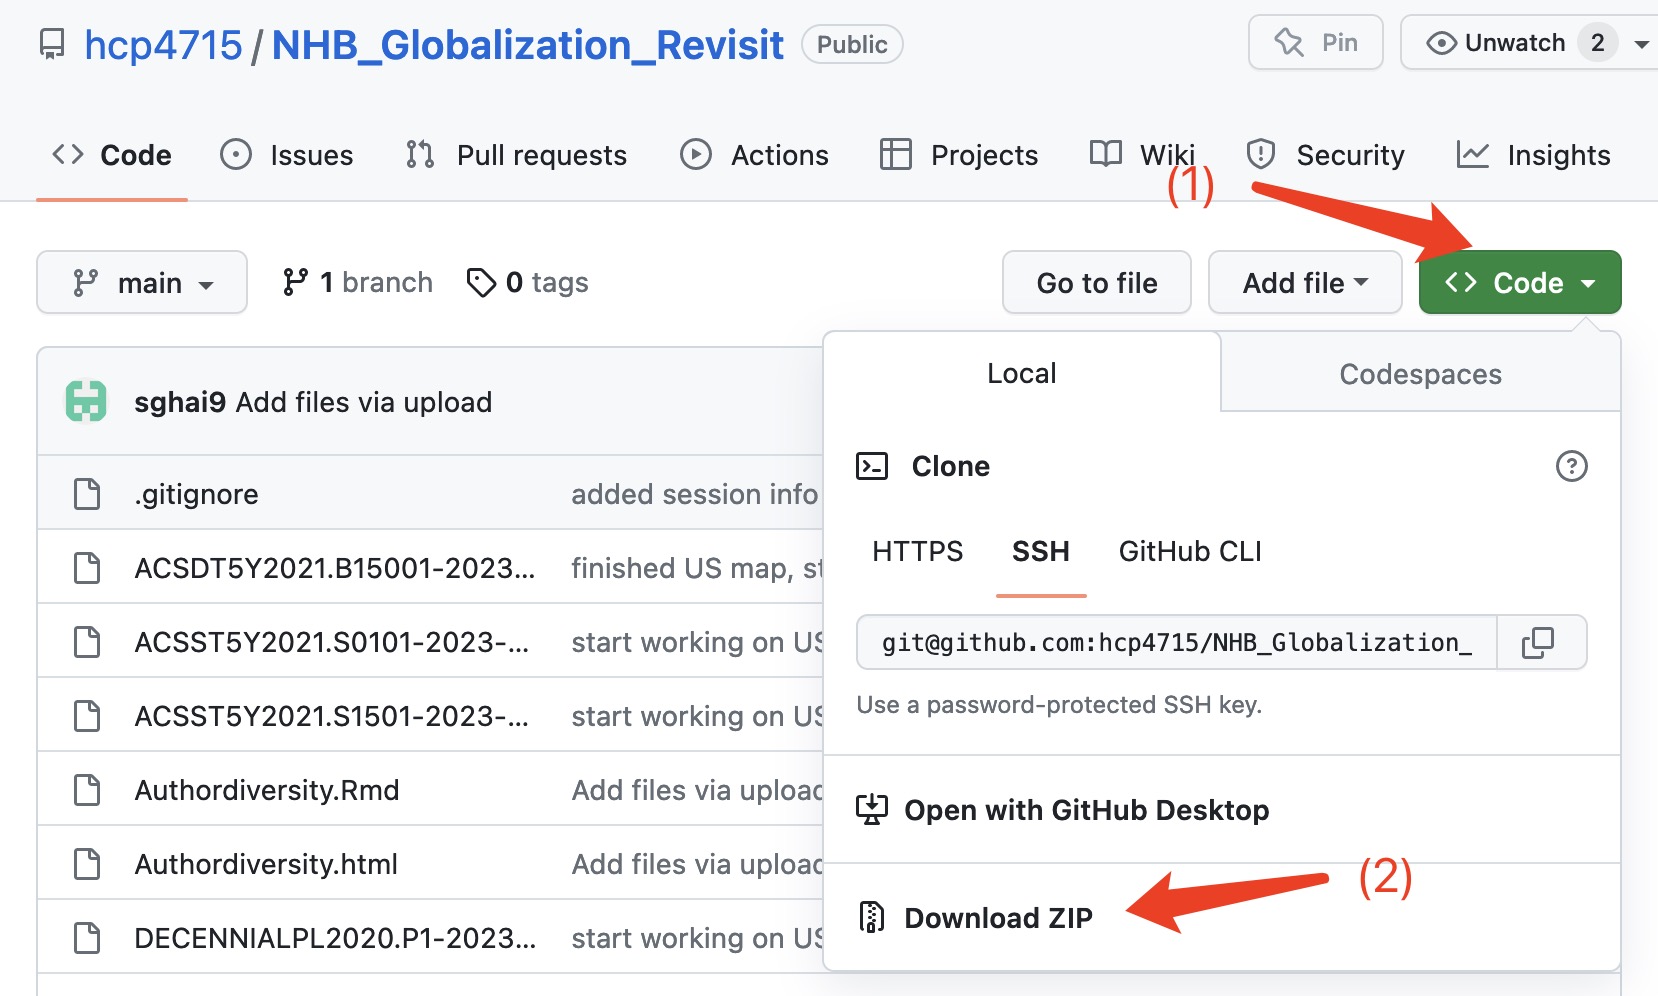 hcp4715 / NHB_Globalization_Revisit Public Pin Unwatch 2
Code Issues Pull requests Actions Projects Wiki Security Insights
(1)
main 1 branch 0 tags Go to file Add file Code
Local Codespaces
sghai9 Add files via upload
Clone
.gitignore added session info
HTTPS SSH GitHub CLI
ACSDT5Y2021.B15001-2023... finished US map, st
ACSST5Y2021.S0101-2023-... start working on US
git@github.com:hcp4715/NHB_Globalization_
Use a password-protected SSH key.
ACSST5Y2021.S1501-2023-... start working on US
Authordiversity.Rmd Add files via upload
Open with GitHub Desktop
Authordiversity.html Add files via upload
(2)
Download ZIP
DECENNIALPL2020.P1-2023... start working on US